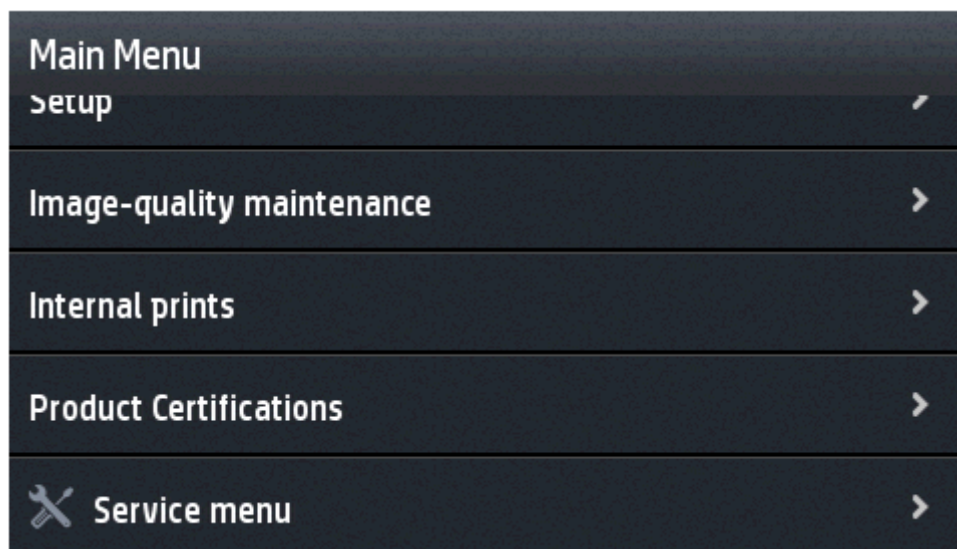 Main Menu
Setup
Image-quality maintenance
Internal prints
Product Certifications
Service menu